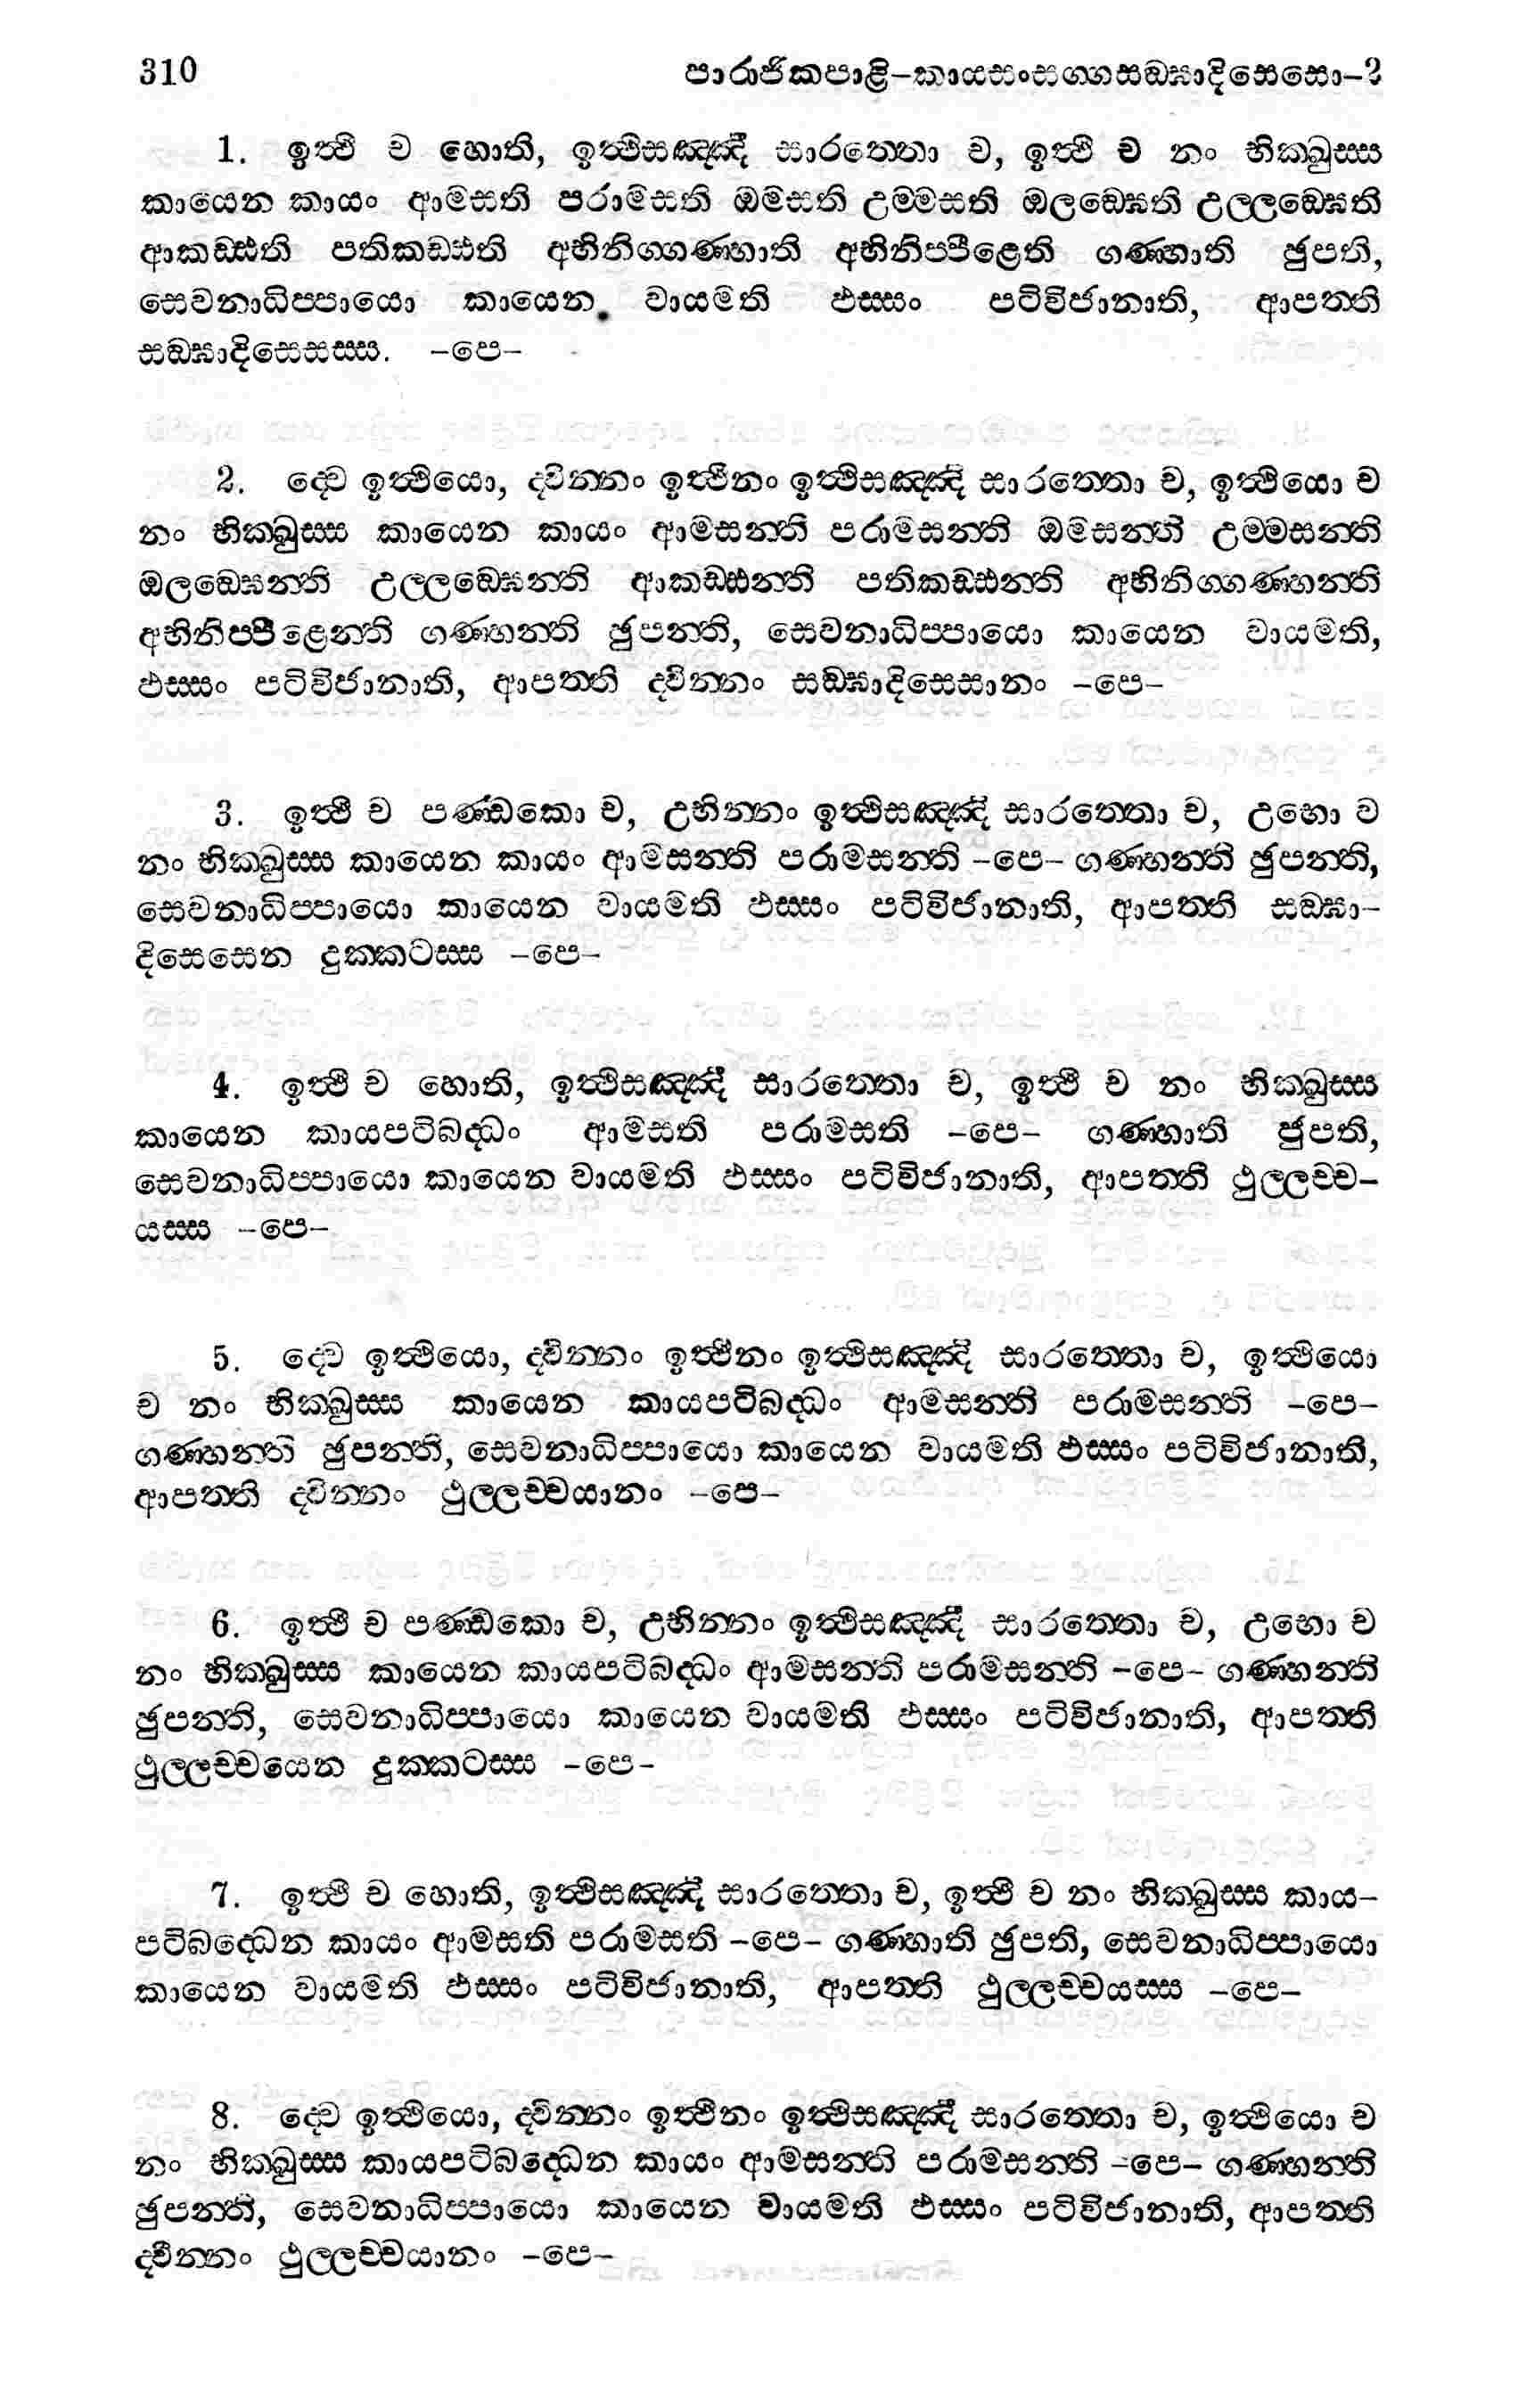 310 පාරාජිකපාළි–කායසංසග්ගසඞ්ඝාදිසෙසො–2
1. ඉත්ථි ච හොති, ඉත්ථිසඤ්ඤී සාරත්තො ච, ඉත්ථි ච නං භික්ඛුස්ස
කායෙන කායං ආමසති පරාමසති ඔමසති උම්මසති ඔලඞ්ඝෙති උල්ලඞ්ඝෙති
ආකඩ්ඪති පතිකඩ්ඪති අභිනිග්ගණ්හාති අභිනිප්පීළෙති ගණ්හාති ඡුපති,
සෙවනාධිප්පායො කායෙන වායමති ඵස්සං පටිවිජානාති, ආපත්ති
සඞ්ඝාදිසෙසස්ස. –පෙ–
2. ද්වෙ ඉත්ථියො, ද්වින්නං ඉත්ථීනං ඉත්ථිසඤ්ඤී සාරත්තො ච, ඉත්ථියො ච
නං භික්ඛුස්ස කායෙන කායං ආමසන්ති පරාමසන්ති ඔමසන්ති උම්මසන්ති
ඔලඞ්ඝෙන්ති උල්ලඞ්ඝෙන්ති ආකඩ්ඪන්ති පතිකඩ්ඪන්ති අභිනිග්ගණ්හන්ති
අභිනිප්පීළෙන්ති ගණ්හන්ති ඡුපන්ති, සෙවනාධිප්පායො කායෙන වායමති,
ඵස්සං පටිවිජානාති, ආපත්ති ද්වින්නං සඞ්ඝාදිසෙසානං –පෙ–
3. ඉත්ථී ච පණ්ඩකො ච, උභින්නං ඉත්ථිසඤ්ඤී සාරත්තො ච, උභො ච
නං භික්ඛුස්ස කායෙන කායං ආමසන්ති පරාමසන්ති –පෙ– ගණ්හන්ති ඡුපන්ති,
සෙවනාධිප්පායො කායෙන වායමති ඵස්සං පටිවිජානාති, ආපත්ති සඞ්ඝා–
දිසෙසෙන දුක්කටස්ස –පෙ–
4. ඉත්ථී ච හොති, ඉත්ථිසඤ්ඤී සාරත්තො ච, ඉත්ථී ච නං භික්ඛුස්ස
කායෙන කායපටිබද්ධං ආමසති පරාමසති –පෙ– ගණ්හාති ඡුපති,
සෙවනාධිප්පායො කායෙන වායමති ඵස්සං පටිවිජානාති, ආපත්ති ථුල්ලච්ච–
යස්ස –පෙ–
5. ද්වෙ ඉත්ථියො, ද්වින්නං ඉත්ථීනං ඉත්ථිසඤ්ඤී සාරත්තො ච, ඉත්ථියො
ච නං භික්ඛුස්ස කායෙන කායපටිබද්ධං ආමසන්ති පරාමසන්ති –පෙ–
ගණ්හන්ති ඡුපන්ති, සෙවනාධිප්පායො කායෙන වායමති ඵස්සං පටිවිජානාති,
ආපත්ති ද්වින්නං ථුල්ලච්චයානං –පෙ–
6. ඉත්ථී ච පණ්ඩකො ච, උභින්නං ඉත්ථිසඤ්ඤී සාරත්තො ච, උභො ච
නං භික්ඛුස්ස කායෙන කායපටිබද්ධං ආමසන්ති පරාමසන්ති –පෙ– ගණ්හන්ති
ඡුපන්ති, සෙවනාධිප්පායො කායෙන වායමති ඵස්සං පටිවිජානාති, ආපත්ති
ථුල්ලච්චයෙන දුක්කටස්ස –පෙ–
7. ඉත්ථී ච හොති, ඉත්ථිසඤ්ඤී සාරත්තො ච, ඉත්ථී ච නං භික්ඛුස්ස කාය–
පටිබද්ධෙන කායං ආමසති පරාමසති –පෙ– ගණ්හාති ඡුපති, සෙවනාධිප්පායො
කායෙන වායමති ඵස්සං පටිවිජානාති, ආපත්ති ථුල්ලච්චයස්ස –පෙ–
8. ද්වෙ ඉත්ථියො, ද්වින්නං ඉත්ථීනං ඉත්ථිසඤ්ඤී සාරත්තො ච, ඉත්ථියො ච
නං භික්ඛුස්ස කායපටිබද්ධෙන කායං ආමසන්ති පරාමසන්ති –පෙ– ගණ්හන්ති
ඡුපන්ති, සෙවනාධිප්පායො කායෙන වායමති ඵස්සං පටිවිජානාති, ආපත්ති
ද්වින්නං ථුල්ලච්චයානං –පෙ–